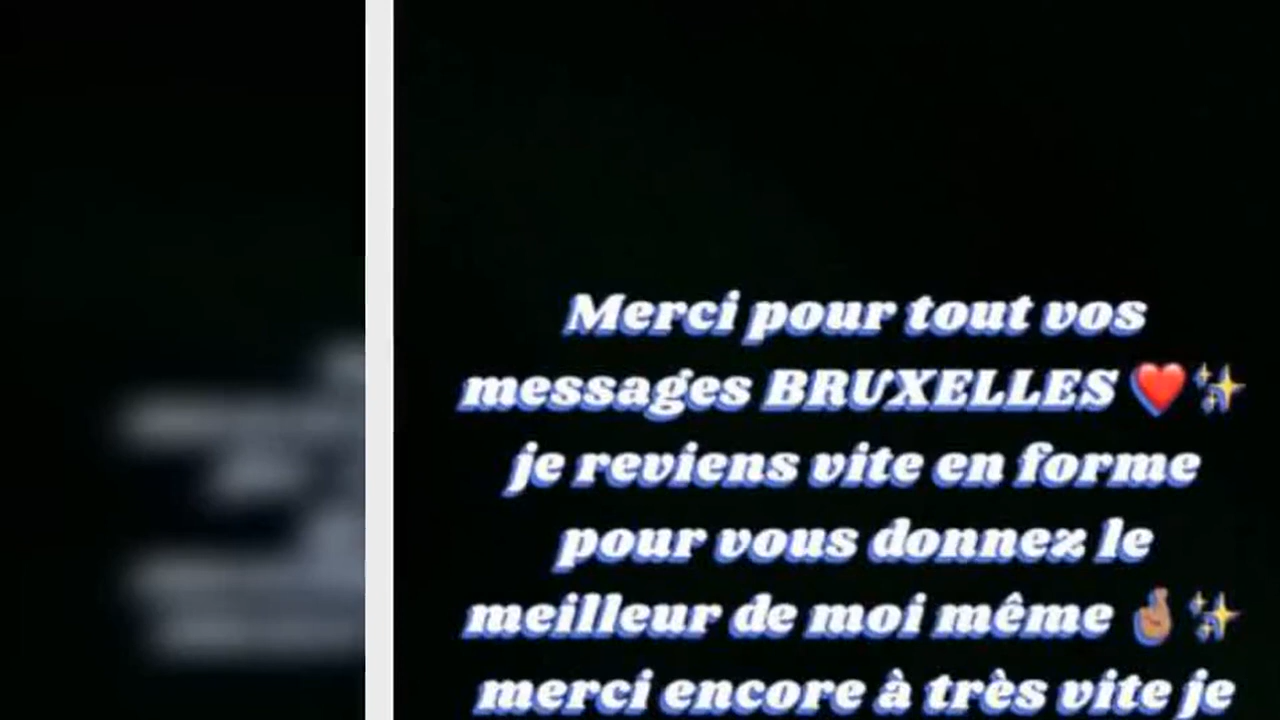 Merci pour tout vos
messages BRUXELLES ❤️✨
je reviens vite en forme
pour vous donnez le
meilleur de moi même 🤞🏽✨
merci encore à très vite je